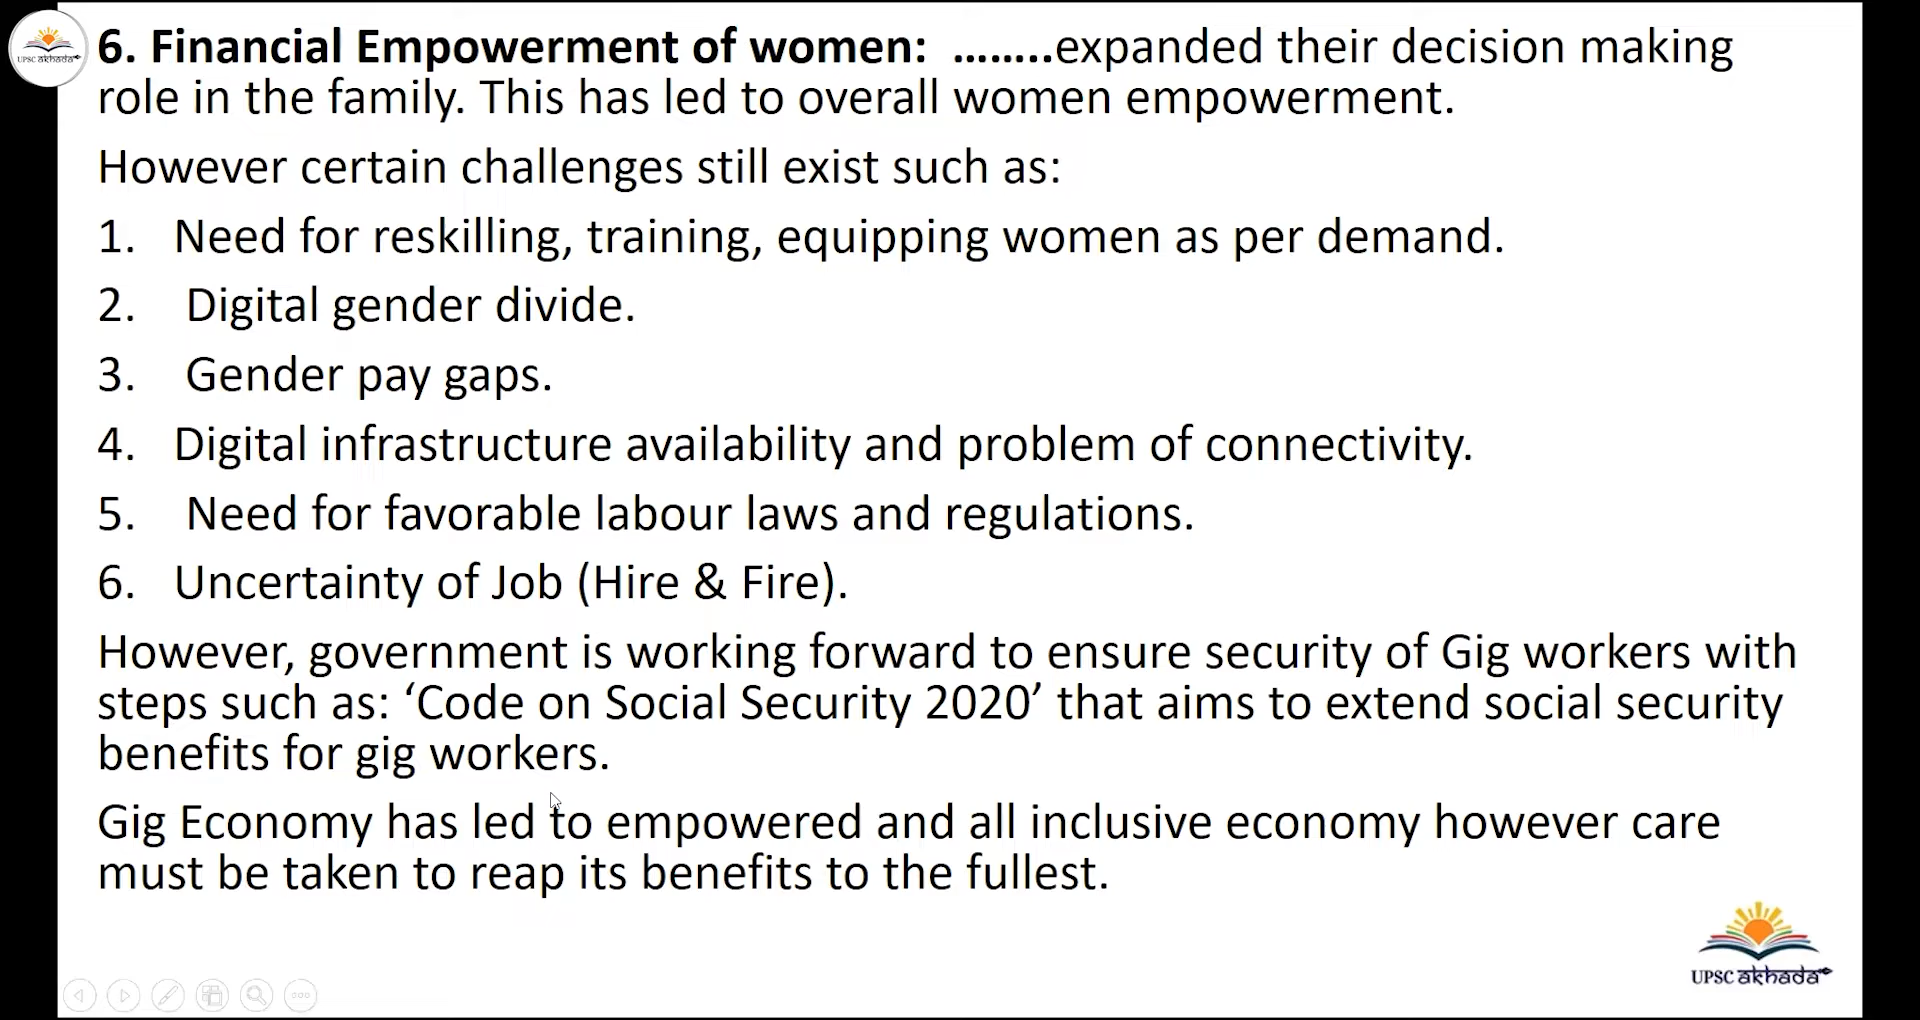 UPSC akhada
6. Financial Empowerment of women: ........expanded their decision making
role in the family. This has led to overall women empowerment.
However certain challenges still exist such as:
1. Need for reskilling, training, equipping women as per demand.
2. Digital gender divide.
3. Gender pay gaps.
4. Digital infrastructure availability and problem of connectivity.
5. Need for favorable labour laws and regulations.
6. Uncertainty of Job (Hire & Fire).
However, government is working forward to ensure security of Gig workers with
steps such as: ‘Code on Social Security 2020’ that aims to extend social security
benefits for gig workers.
Gig Economy has led to empowered and all inclusive economy however care
must be taken to reap its benefits to the fullest.
UPSC akhada